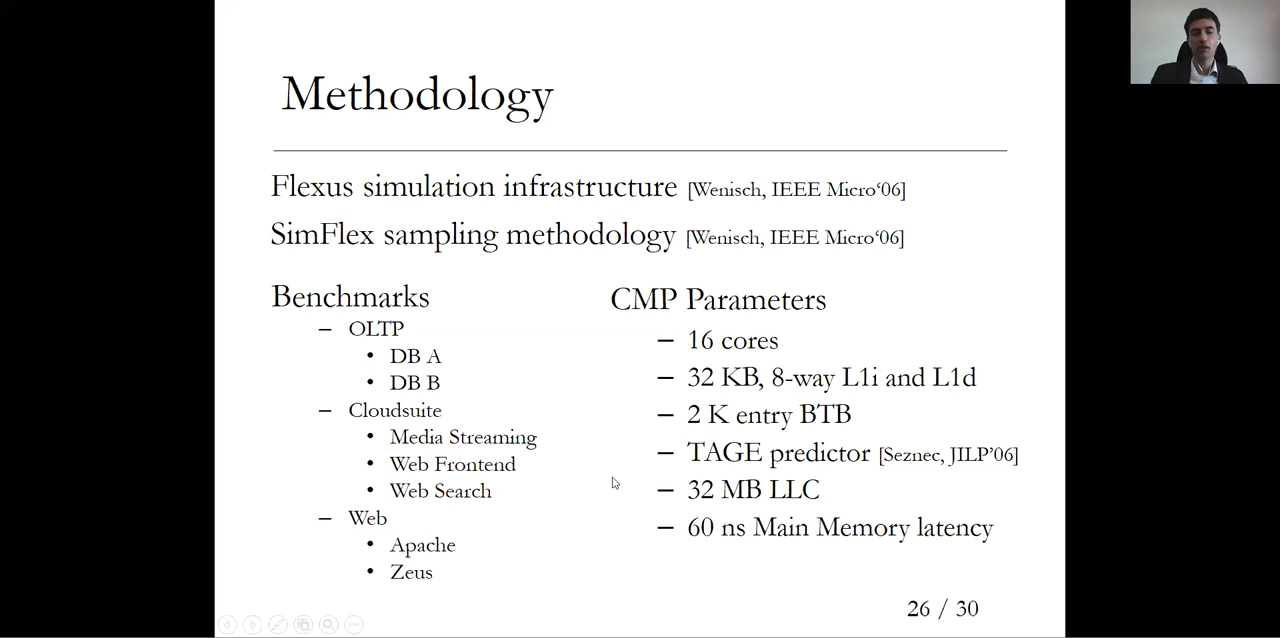 Methodology
Flexus simulation infrastructure [Wenisch, IEEE Micro‘06]
SimFlex sampling methodology [Wenisch, IEEE Micro‘06]
Benchmarks
– OLTP
• DB A
• DB B
– Cloudsuite
• Media Streaming
• Web Frontend
• Web Search
– Web
• Apache
• Zeus
CMP Parameters
– 16 cores
– 32 KB, 8-way L1i and L1d
– 2 K entry BTB
– TAGE predictor [Seznec, JILP’06]
– 32 MB LLC
– 60 ns Main Memory latency
26 / 30